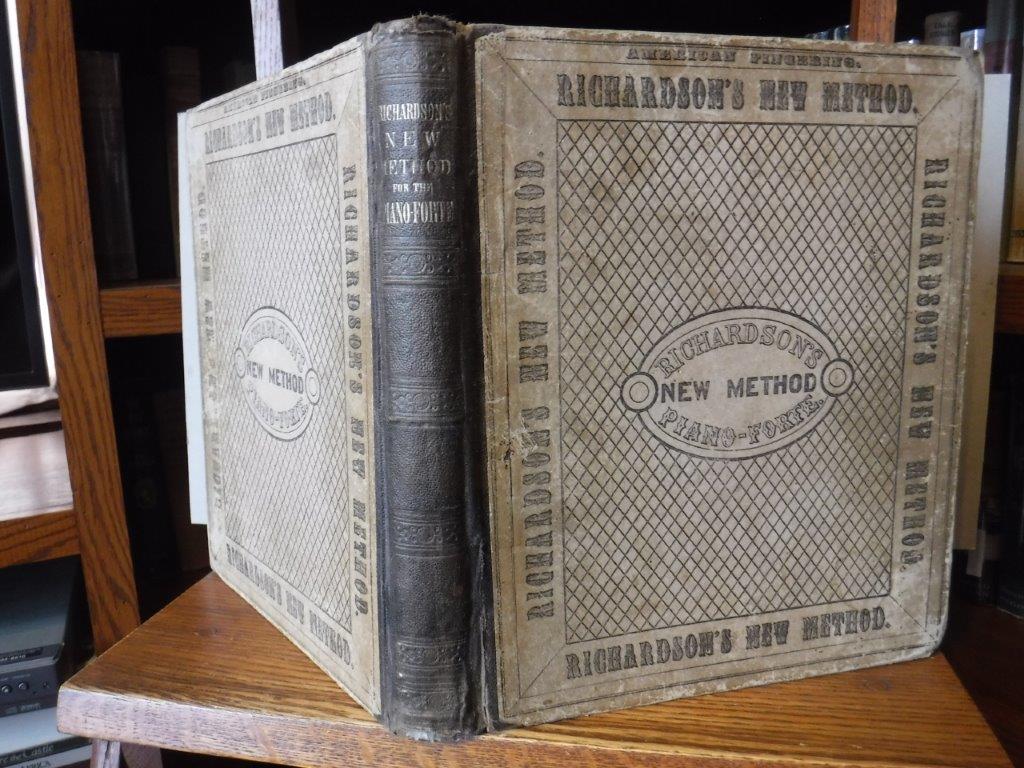 RICHARDSON'S NEW METHOD.
RICHARDSON'S NEW METHOD.
RICHARDSON'S
NEW METHOD
PIANO-FORTE.
RICHARDSON'S NEW METHOD.
RICHARDSON'S
NEW
METHOD
FOR THE
PIANO-FORTE
AMERICAN FINGERING.
RICHARDSON'S NEW METHOD.
RICHARDSON'S NEW METHOD.
RICHARDSON'S
NEW METHOD
PIANO-FORTE.
RICHARDSON'S NEW METHOD.
RICHARDSON'S NEW METHOD.
the Castle